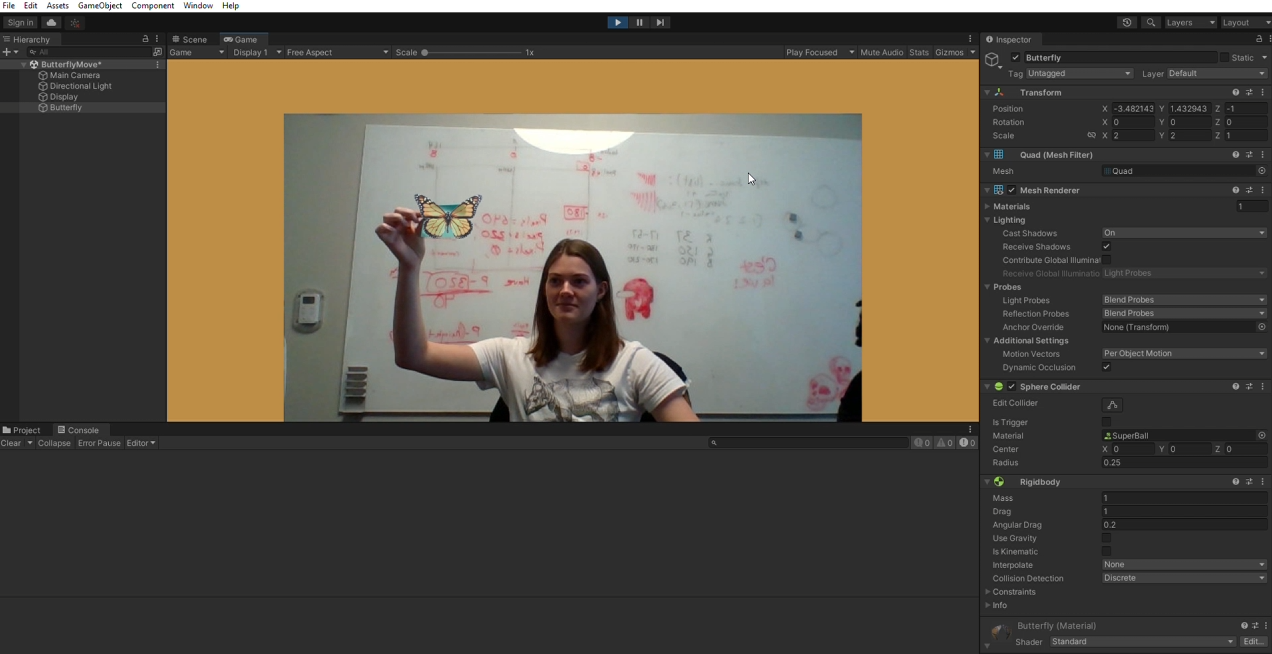 File Edit Assets GameObject Component Window Help
Sign in
Layers Layout
Hierarchy
All
ButterflyMove*
Main Camera
Directional Light
Display
Butterfly
Scene Game
Game Display 1 Free Aspect Scale 1x Play Focused Mute Audio Stats Gizmos
Pixels=640
P-320
Project Console
Clear Collapse Error Pause Editor
0 0 0
Inspector
Butterfly Static
Tag Untagged Layer Default
Transform
Position X -3.482143 Y 1.432943 Z -1
Rotation X 0 Y 0 Z 0
Scale X 2 Y 2 Z 1
Quad (Mesh Filter)
Mesh Quad
Mesh Renderer
Materials 1
Lighting
Cast Shadows On
Receive Shadows
Contribute Global Illuminat
Receive Global Illuminatio Light Probes
Probes
Light Probes Blend Probes
Reflection Probes Blend Probes
Anchor Override None (Transform)
Additional Settings
Motion Vectors Per Object Motion
Dynamic Occlusion
Sphere Collider
Edit Collider
Is Trigger
Material SuperBall
Center X 0 Y 0 Z 0
Radius 0.25
Rigidbody
Mass 1
Drag 1
Angular Drag 0.2
Use Gravity
Is Kinematic
Interpolate None
Collision Detection Discrete
Constraints
Info
Butterfly (Material)
Shader Standard Edit...